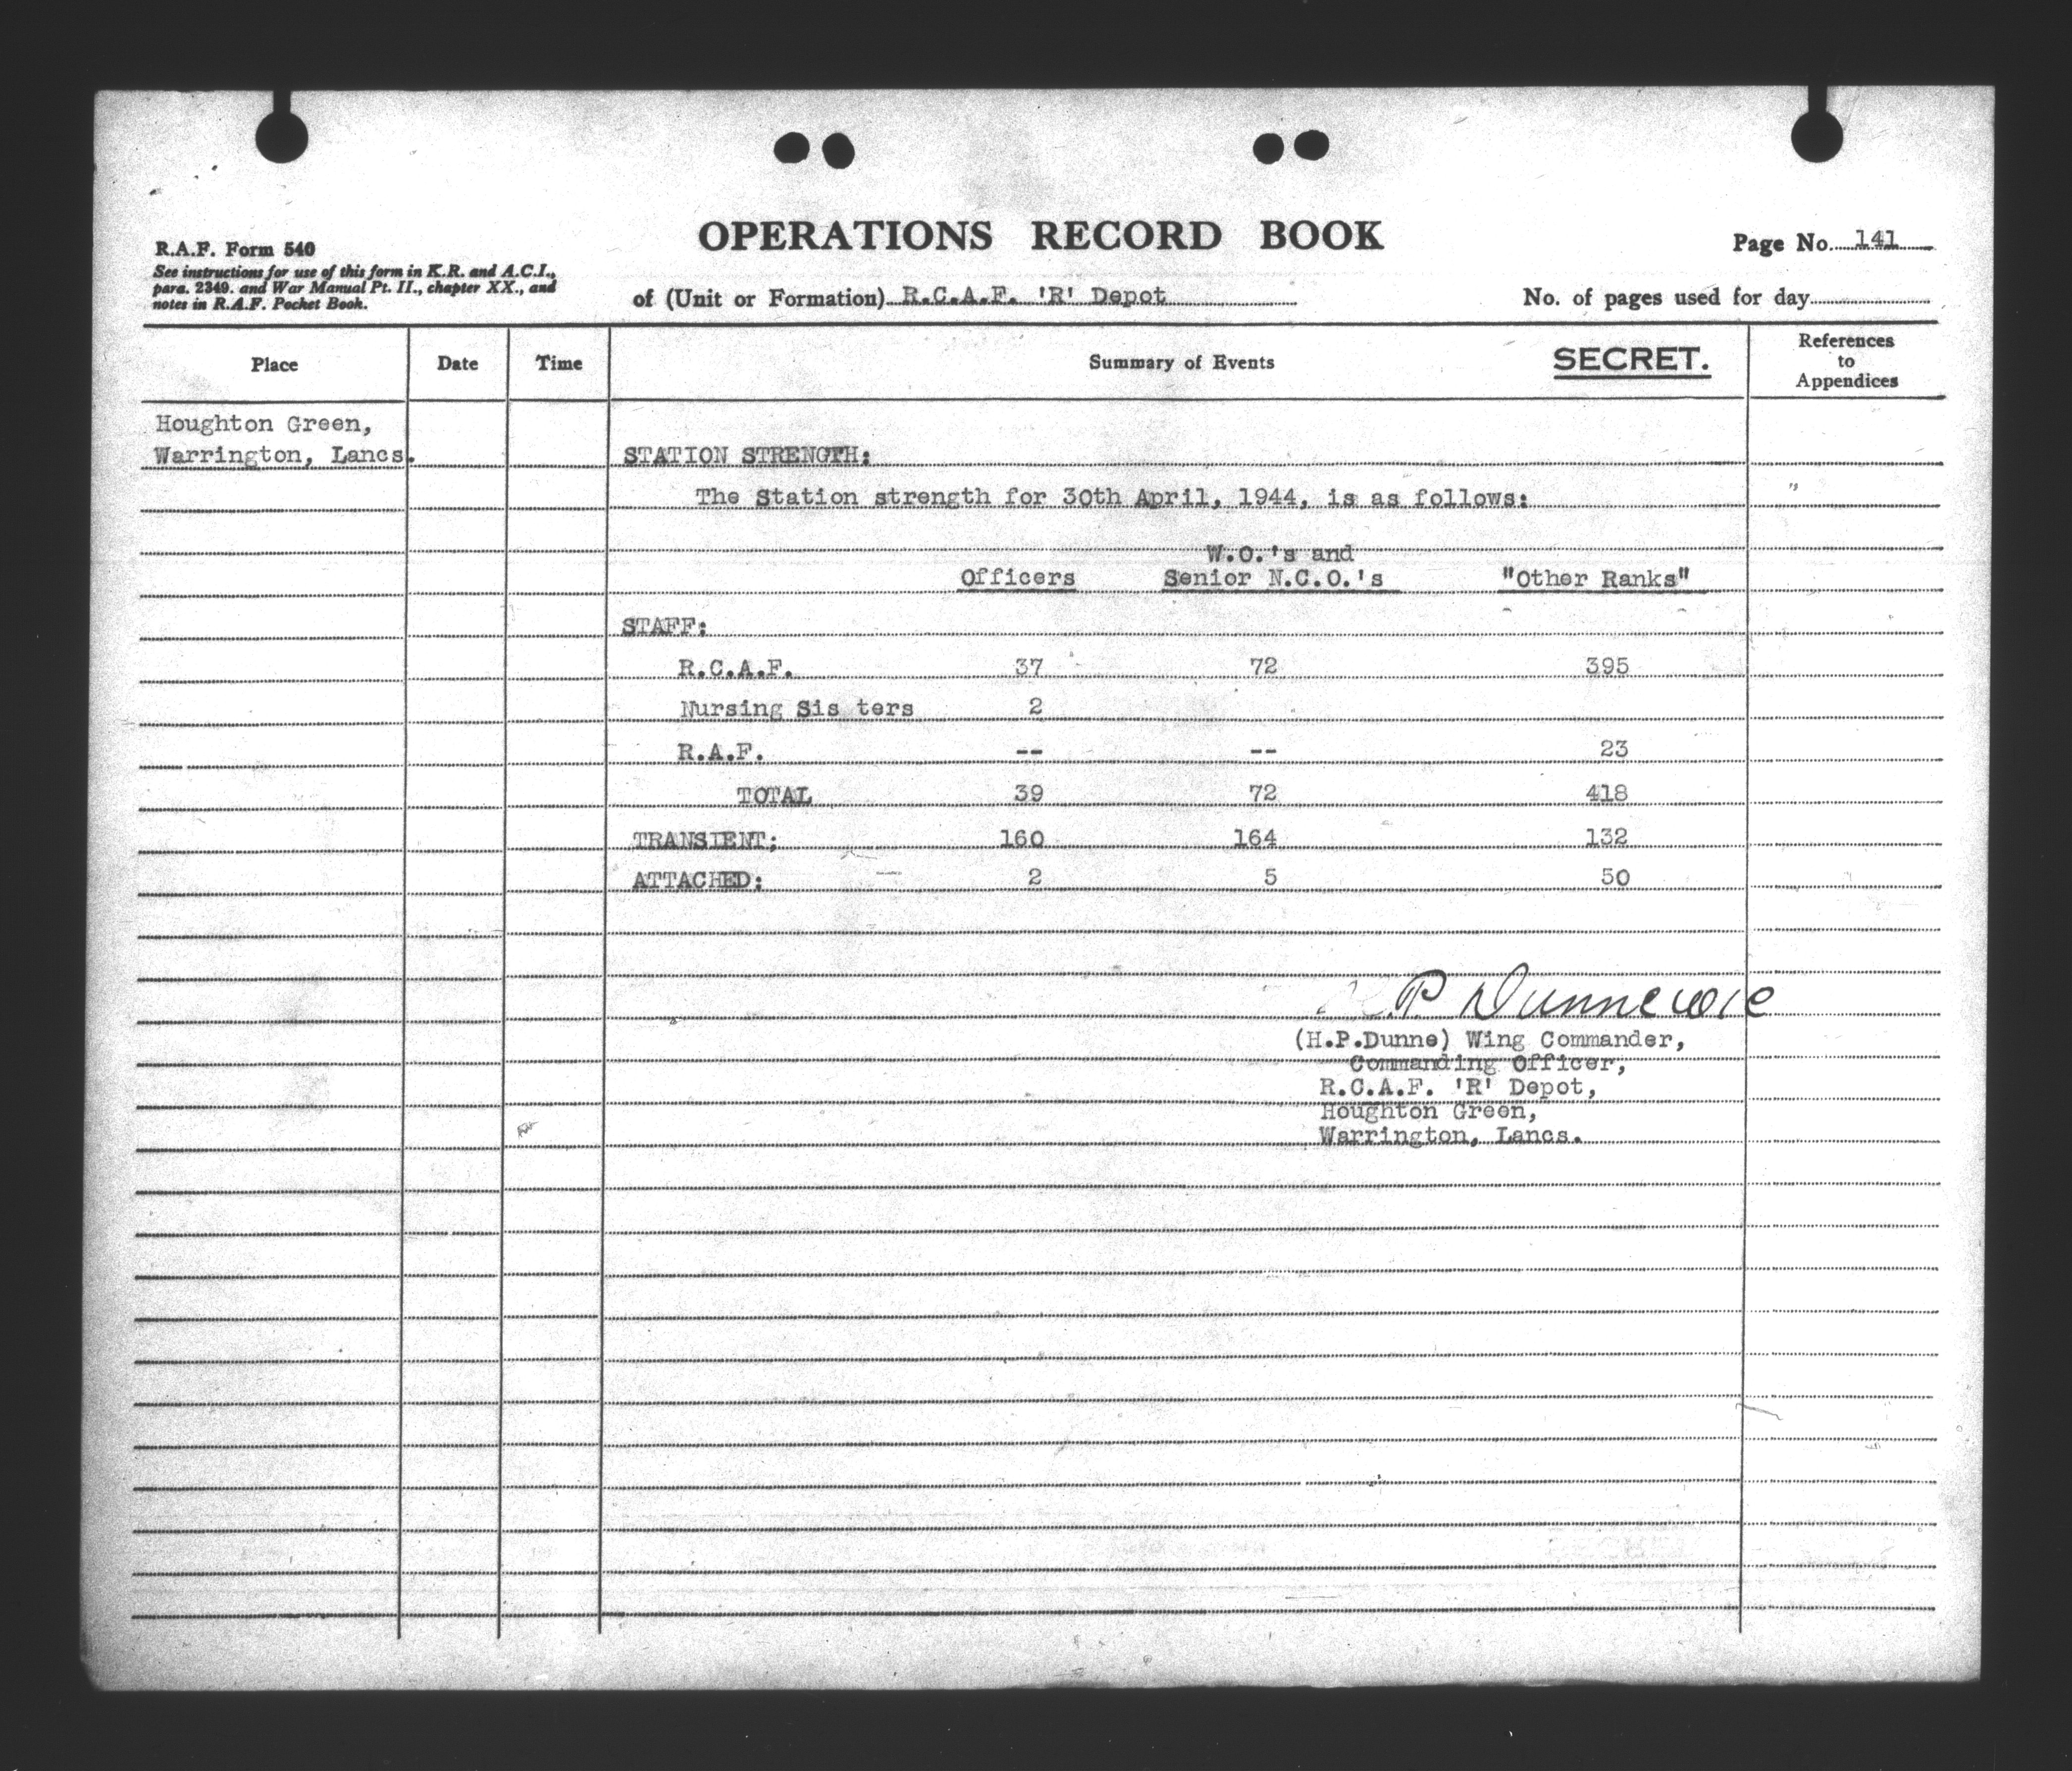 OPERATIONS RECORD BOOK
R.A.F. Form 540
Page No. 141
See instructions for use of this form in K.R. and A.C.I.,
para. 2349. and War Manual Pt. II., chapter XX., and
notes in R.A.F. Pocket Book.
of (Unit or Formation) R.C.A.F. 'R' Depot
No. of pages used for day
Place Date Time Summary of Events SECRET. References to Appendices
Houghton Green,
Warrington, Lancs.
STATION STRENGTH:
The Station strength for 30th April, 1944, is as follows:
W.O.'s and
Officers Senior N.C.O.'s "Other Ranks"
STAFF:
R.C.A.F. 37 72 395
Nursing Sis ters 2
R.A.F. -- -- 23
TOTAL 39 72 418
TRANSIENT; 160 164 132
ATTACHED: 2 5 50
P Dunne w/c
(H.P.Dunne) Wing Commander,
Commanding Officer,
R.C.A.F. 'R' Depot,
Houghton Green,
Warrington, Lancs.